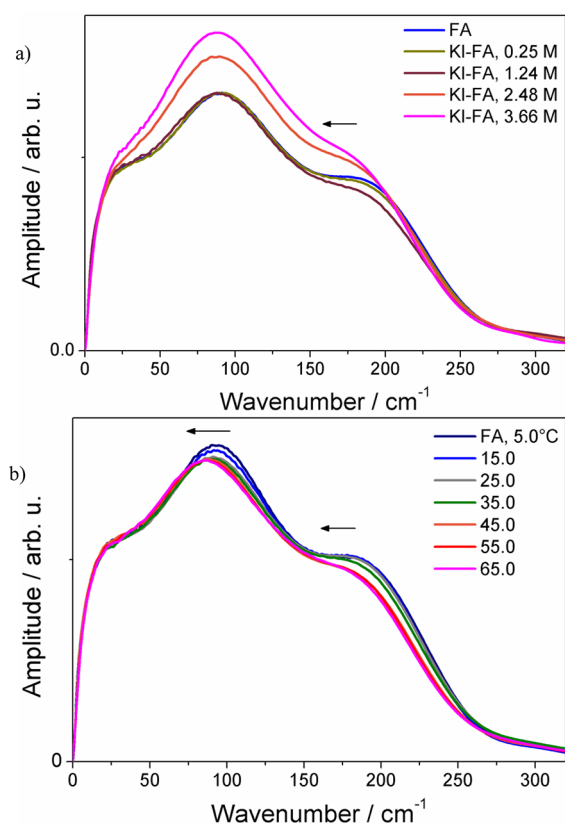 a)
FA
KI-FA, 0.25 M
KI-FA, 1.24 M
KI-FA, 2.48 M
KI-FA, 3.66 M
Amplitude / arb. u.
0.0
0 50 100 150 200 250 300
Wavenumber / cm⁻¹
b)
FA, 5.0°C
15.0
25.0
35.0
45.0
55.0
65.0
Amplitude / arb. u.
0
0 50 100 150 200 250 300
Wavenumber / cm⁻¹